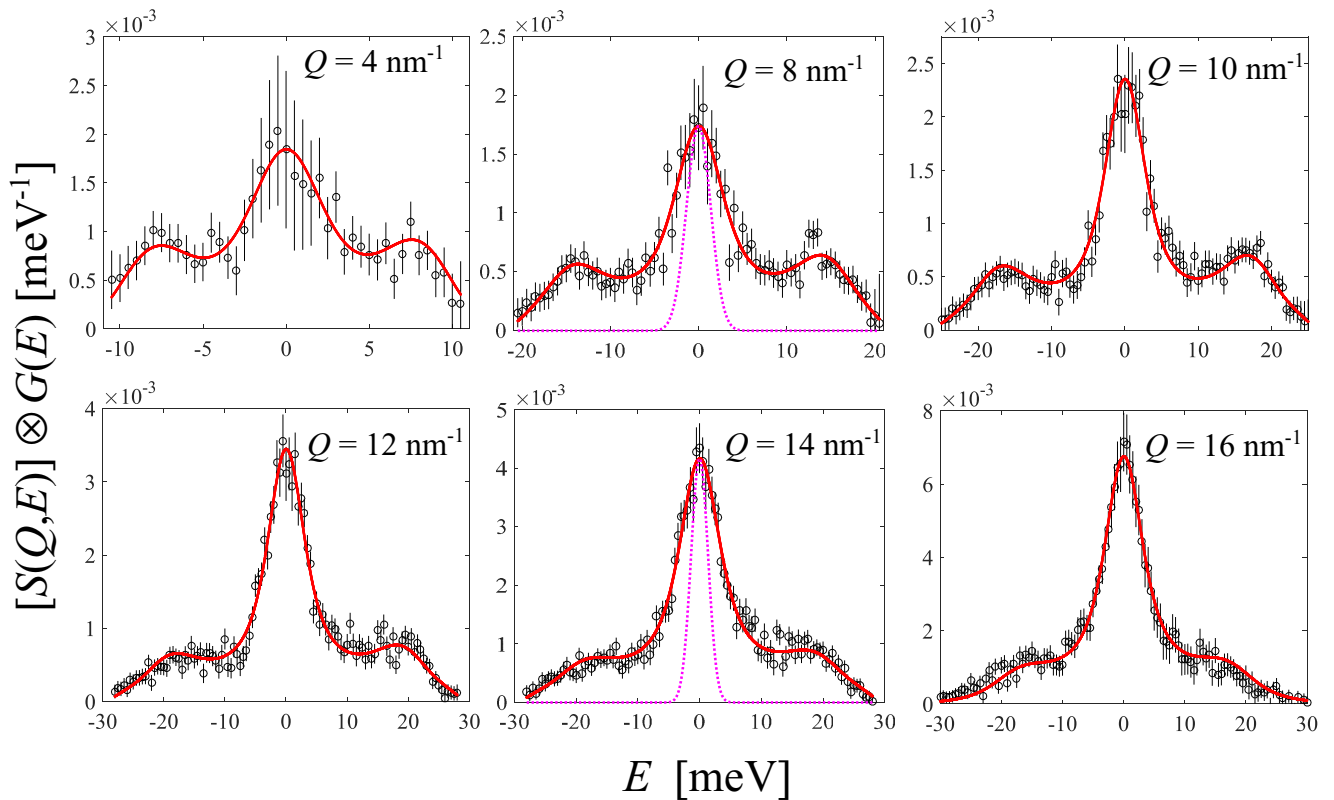 [S(Q,E)] ⊗ G(E) [meV⁻¹]
×10⁻³
Q = 4 nm⁻¹
3
2.5
2
1.5
1
0.5
0
-10 -5 0 5 10
×10⁻³
Q = 8 nm⁻¹
2.5
2
1.5
1
0.5
0
-20 -10 0 10 20
×10⁻³
Q = 10 nm⁻¹
2.5
2
1.5
1
0.5
0
-20 -10 0 10 20
×10⁻³
Q = 12 nm⁻¹
4
3
2
1
0
-30 -20 -10 0 10 20 30
×10⁻³
Q = 14 nm⁻¹
5
4
3
2
1
0
-30 -20 -10 0 10 20 30
×10⁻³
Q = 16 nm⁻¹
8
6
4
2
0
-30 -20 -10 0 10 20 30
E [meV]